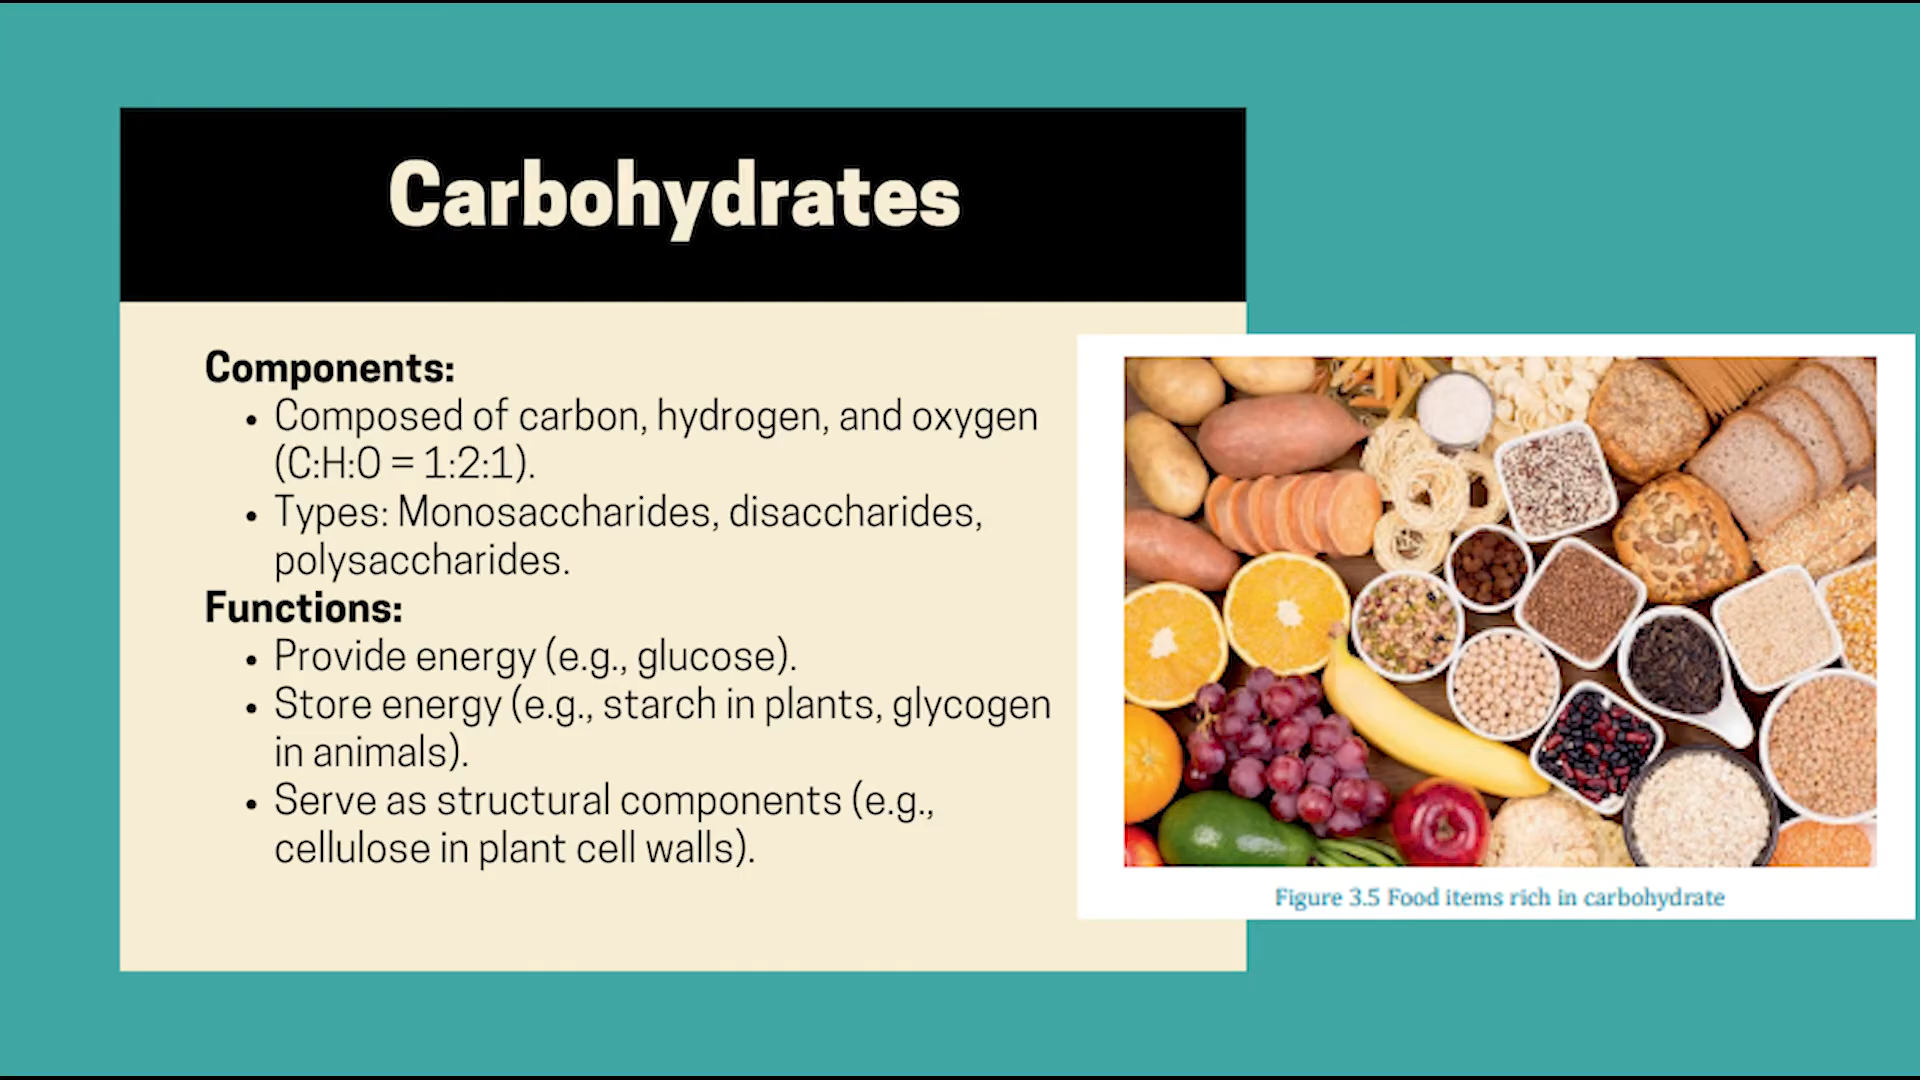 Carbohydrates
Components:
• Composed of carbon, hydrogen, and oxygen
(C:H:O = 1:2:1).
• Types: Monosaccharides, disaccharides,
polysaccharides.
Functions:
• Provide energy (e.g., glucose).
• Store energy (e.g., starch in plants, glycogen
in animals).
• Serve as structural components (e.g.,
cellulose in plant cell walls).
Figure 3.5 Food items rich in carbohydrate